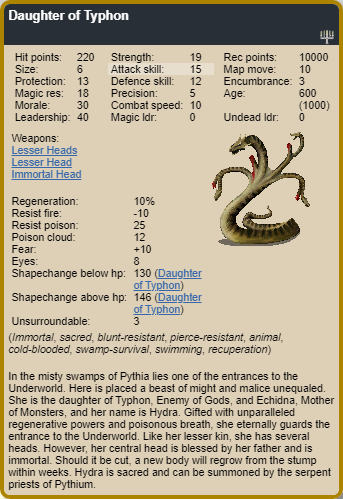 Daughter of Typhon
Hit points: 220 Strength: 19 Rec points: 10000
Size: 6 Attack skill: 15 Map move: 10
Protection: 13 Defence skill: 12 Encumbrance: 3
Magic res: 18 Precision: 5 Age: 600
Morale: 30 Combat speed: 10 (1000)
Leadership: 40 Magic ldr: 0 Undead ldr: 0
Weapons:
Lesser Heads
Lesser Head
Immortal Head
Regeneration: 10%
Resist fire: -10
Resist poison: 25
Poison cloud: 12
Fear: +10
Eyes: 8
Shapechange below hp: 130 (Daughter
of Typhon)
Shapechange above hp: 146 (Daughter
of Typhon)
Unsurroundable: 3
(Immortal, sacred, blunt-resistant, pierce-resistant, animal,
cold-blooded, swamp-survival, swimming, recuperation)
In the misty swamps of Pythia lies one of the entrances to the
Underworld. Here is placed a beast of might and malice unequaled.
She is the daughter of Typhon, Enemy of Gods, and Echidna, Mother
of Monsters, and her name is Hydra. Gifted with unparalleled
regenerative powers and poisonous breath, she eternally guards the
entrance to the Underworld. Like her lesser kin, she has several
heads. However, her central head is blessed by her father and is
immortal. Should it be cut, a new body will regrow from the stump
within weeks. Hydra is sacred and can be summoned by the serpent
priests of Pythium.